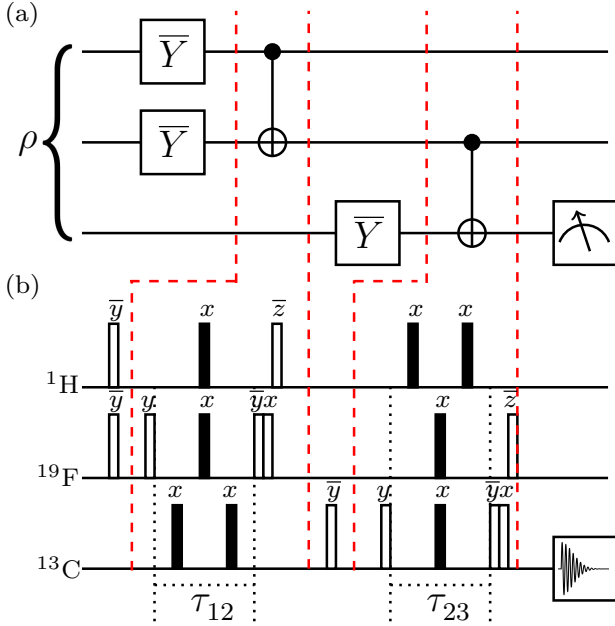 (a)
Y̅
ρ
Y̅
Y̅
(b)
y̅ x z̅ x x
¹H
y̅ y x y̅ x x z̅
¹⁹F
x x y̅ y x y̅ x
¹³C
τ₁₂ τ₂₃